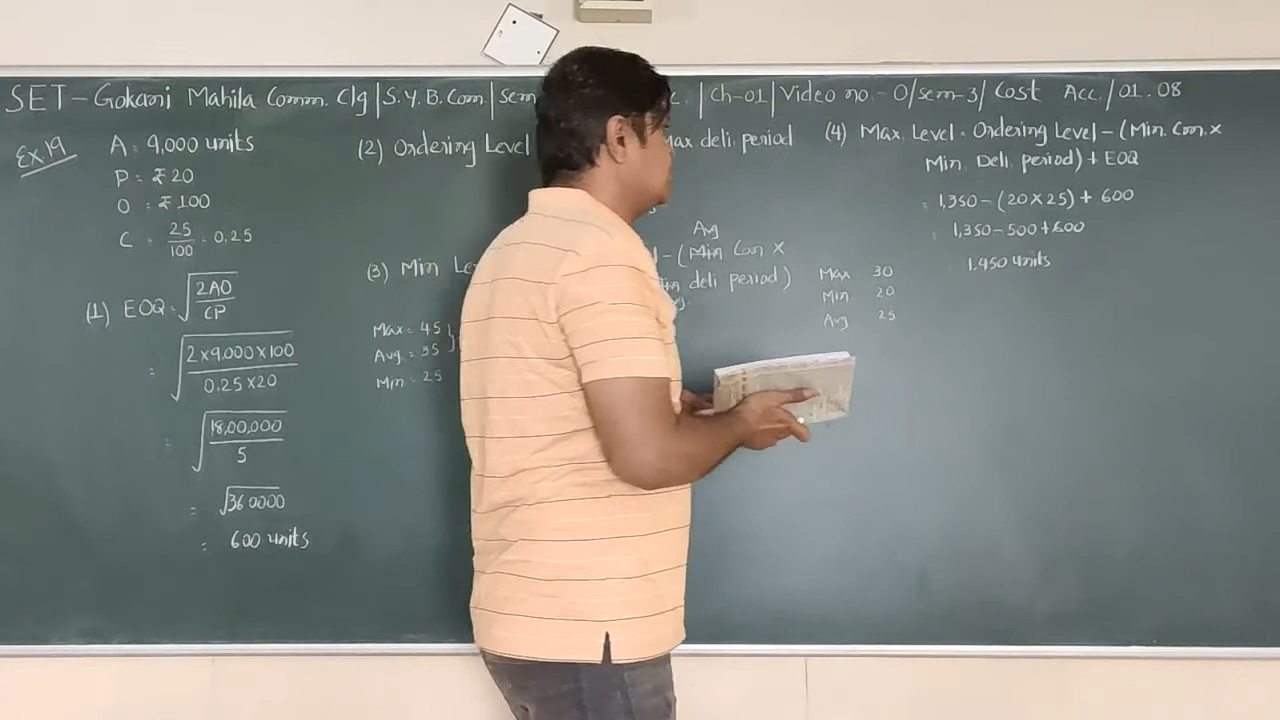 SET-Gokani Mahila Comm. Clg | S.Y. B.Com. | Sem | Ch-01 | Video no.- 0/sem-3/ Cost Acc./ 01.08
Ex 19
A = 9,000 units
P = ₹ 20
O = ₹ 100
C = 25/100 = 0.25
(1) EOQ = √2AO/CP
= √2 x 9,000 x 100 / 0.25 x 20
= √18,00,000 / 5
= √360000
= 600 units
(2) Ordering Level
Max deli. period
(3) Min Le
Avg
- (Min Con x
deli period)
Max = 45
Avg. = 35
Min = 25
Max 30
Min 20
Avg 25
(4) Max. Level = Ordering Level - (Min. Con. x
Min. Deli. period) + EOQ
= 1,350 - (20 x 25) + 600
= 1,350 - 500 + 600
1,450 units